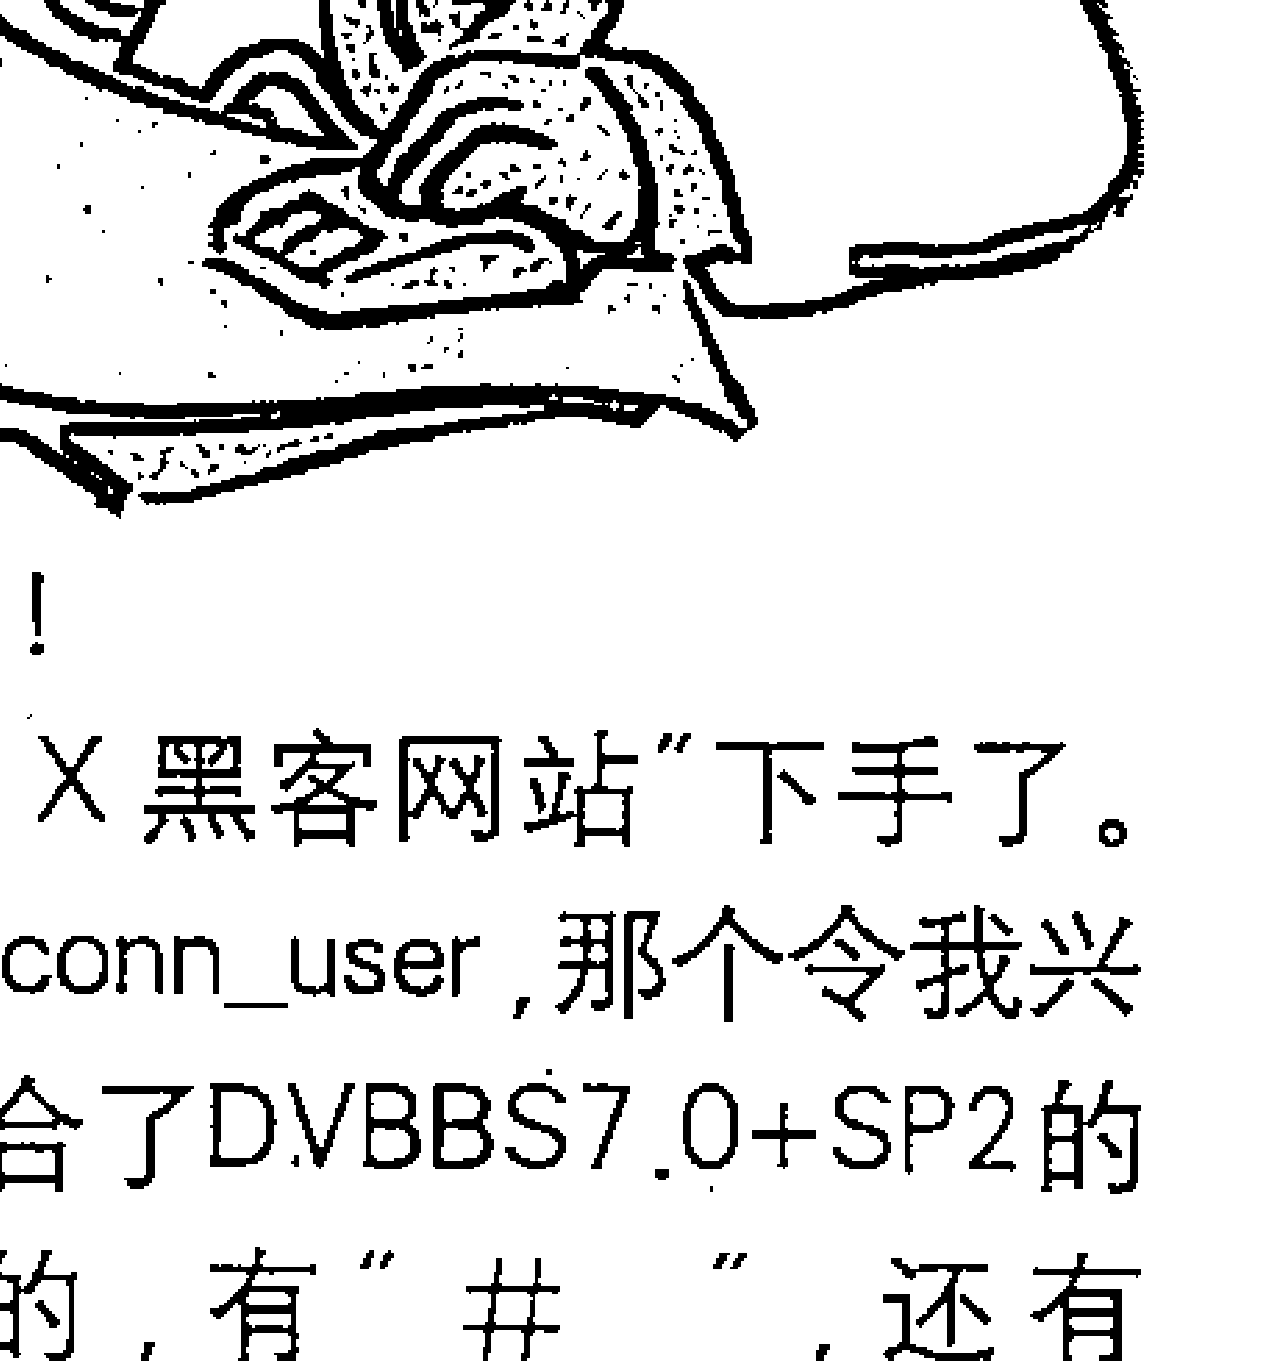 !
X 黑客网站”下手了。
conn_user,那个令我兴
合了DVBBS7.0+SP2的
的,有“#　”,还有